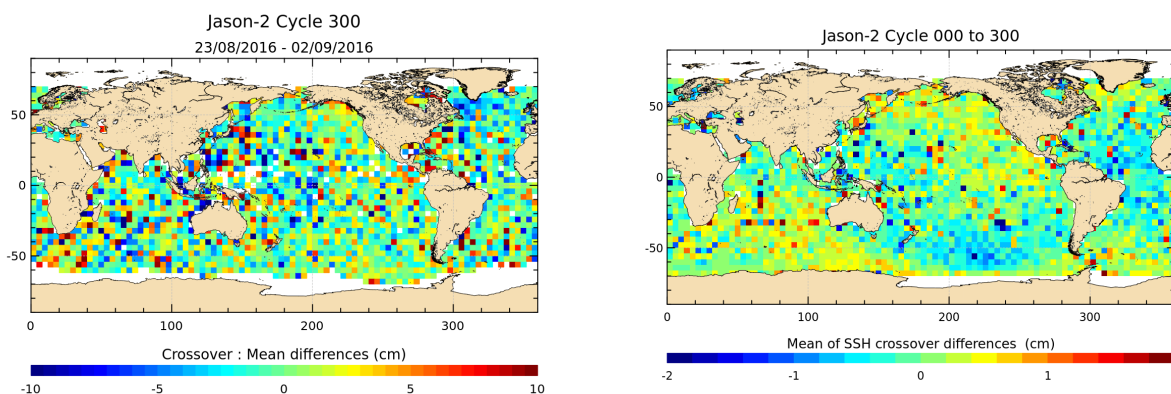 Jason-2 Cycle 300
23/08/2016 - 02/09/2016
50
0
-50
0 100 200 300
Crossover : Mean differences (cm)
-10 -5 0 5 10
Jason-2 Cycle 000 to 300
50
0
-50
0 100 200 300
Mean of SSH crossover differences (cm)
-2 -1 0 1